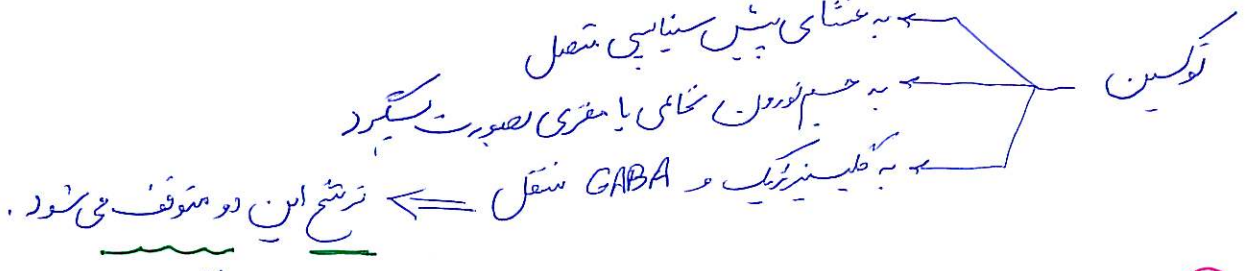 توکسین
به غشای پیش سیناپسی متصل
به جسم نورون نخاعی یا مغزی بصورت
به گلیسینرژیک و GABA منتقل ⇐ ترشح این دو متوقف می‌شود.